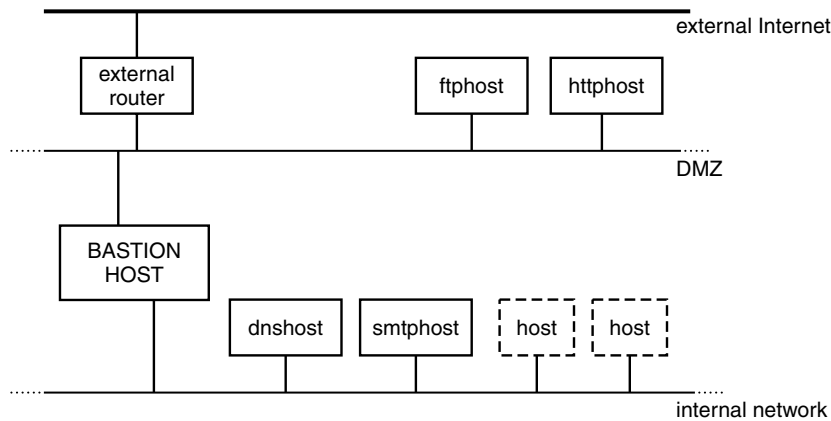 external Internet
external
router
ftphost
httphost
DMZ
BASTION
HOST
dnshost
smtphost
host
host
internal network